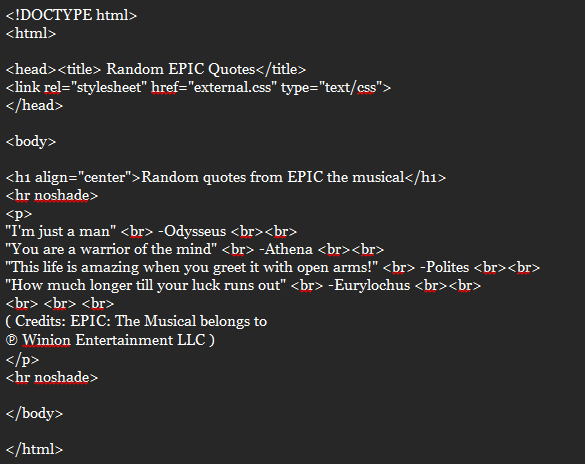 <!DOCTYPE html>
<html>
<head><title> Random EPIC Quotes</title>
<link rel="stylesheet" href="external.css" type="text/css">
</head>
<body>
<h1 align="center">Random quotes from EPIC the musical</h1>
<hr noshade>
<p>
"I'm just a man" <br> -Odysseus <br><br>
"You are a warrior of the mind" <br> -Athena <br><br>
"This life is amazing when you greet it with open arms!" <br> -Polites <br><br>
"How much longer till your luck runs out" <br> -Eurylochus <br><br>
<br> <br> <br>
( Credits: EPIC: The Musical belongs to
℗ Winion Entertainment LLC )
</p>
<hr noshade>
</body>
</html>